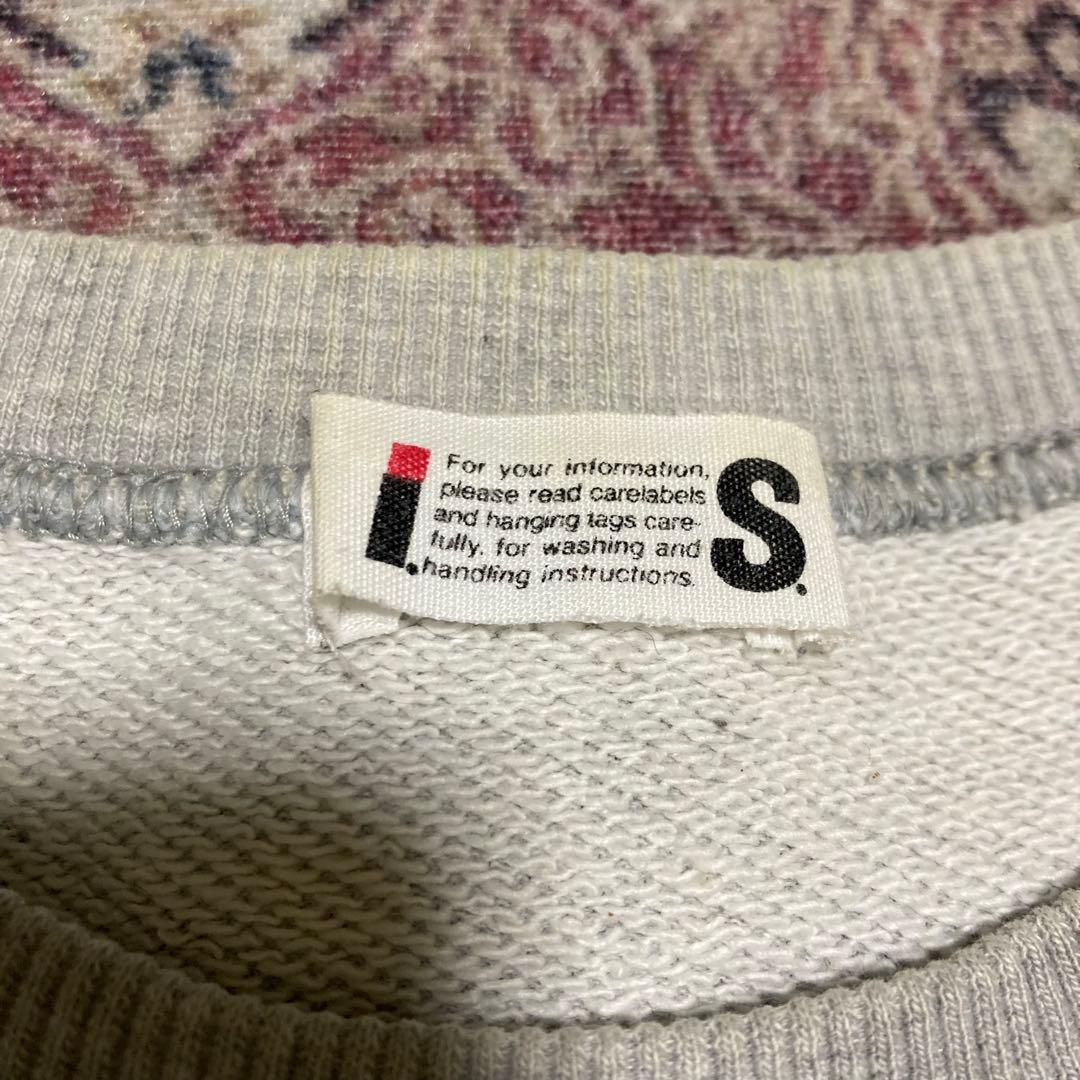 I. S.
For your information,
please read carelabels
and hanging tags care-
fully. for washing and
handling instructions.